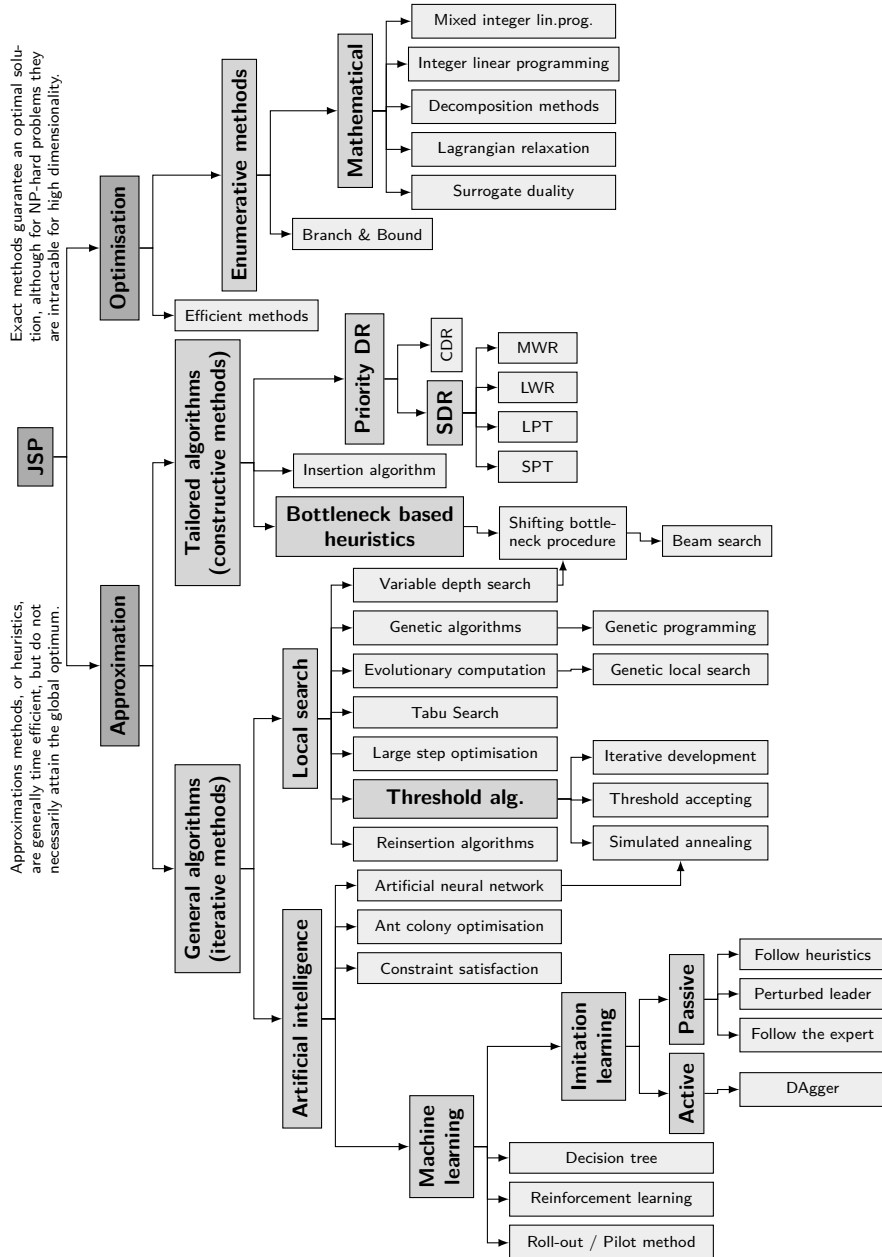 Exact methods guarantee an optimal solu-
tion, although for NP-hard problems they
are intractable for high dimensionality.
Approximations methods, or heuristics,
are generally time efficient, but do not
necessarily attain the global optimum.
JSP
Optimisation
Approximation
Enumerative methods
Efficient methods
Mathematical
Branch & Bound
Mixed integer lin.prog.
Integer linear programming
Decomposition methods
Lagrangian relaxation
Surrogate duality
Tailored algorithms
(constructive methods)
Priority DR
CDR
SDR
MWR
LWR
LPT
SPT
Insertion algorithm
Bottleneck based
heuristics
Shifting bottle-
neck procedure
Beam search
General algorithms
(iterative methods)
Local search
Variable depth search
Genetic algorithms
Genetic programming
Evolutionary computation
Genetic local search
Tabu Search
Large step optimisation
Threshold alg.
Iterative development
Threshold accepting
Simulated annealing
Reinsertion algorithms
Artificial intelligence
Artificial neural network
Ant colony optimisation
Constraint satisfaction
Machine
learning
Imitation
learning
Passive
Follow heuristics
Perturbed leader
Follow the expert
Active
DAgger
Decision tree
Reinforcement learning
Roll-out / Pilot method